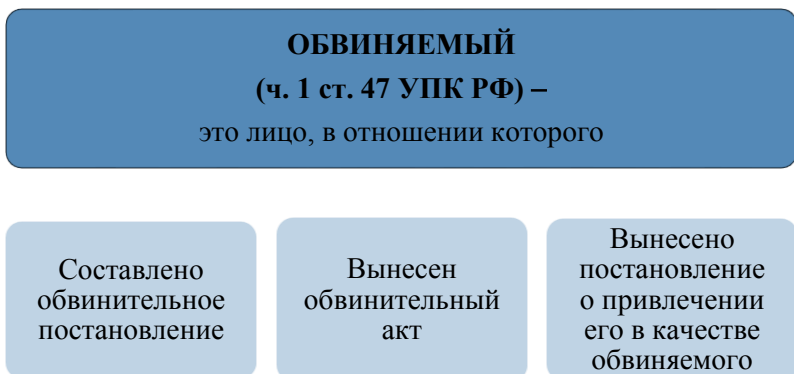 ОБВИНЯЕМЫЙ
(ч. 1 ст. 47 УПК РФ) –
это лицо, в отношении которого
Составлено
обвинительное
постановление
Вынесен
обвинительный
акт
Вынесено
постановление
о привлечении
его в качестве
обвиняемого